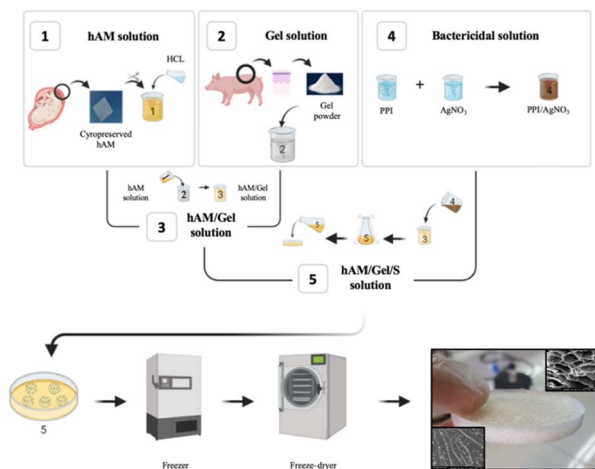 1
hAM solution
HCL
1
Cyropreserved
hAM
2
Gel solution
Gel
powder
2
4
Bactericidal solution
PPI
+
AgNO₃
4
PPI/AgNO₃
hAM
solution
2
3
hAM/Gel
solution
3
hAM/Gel
solution
4
3
5
5
5
hAM/Gel/S
solution
5
Freezer
Freeze-dryer